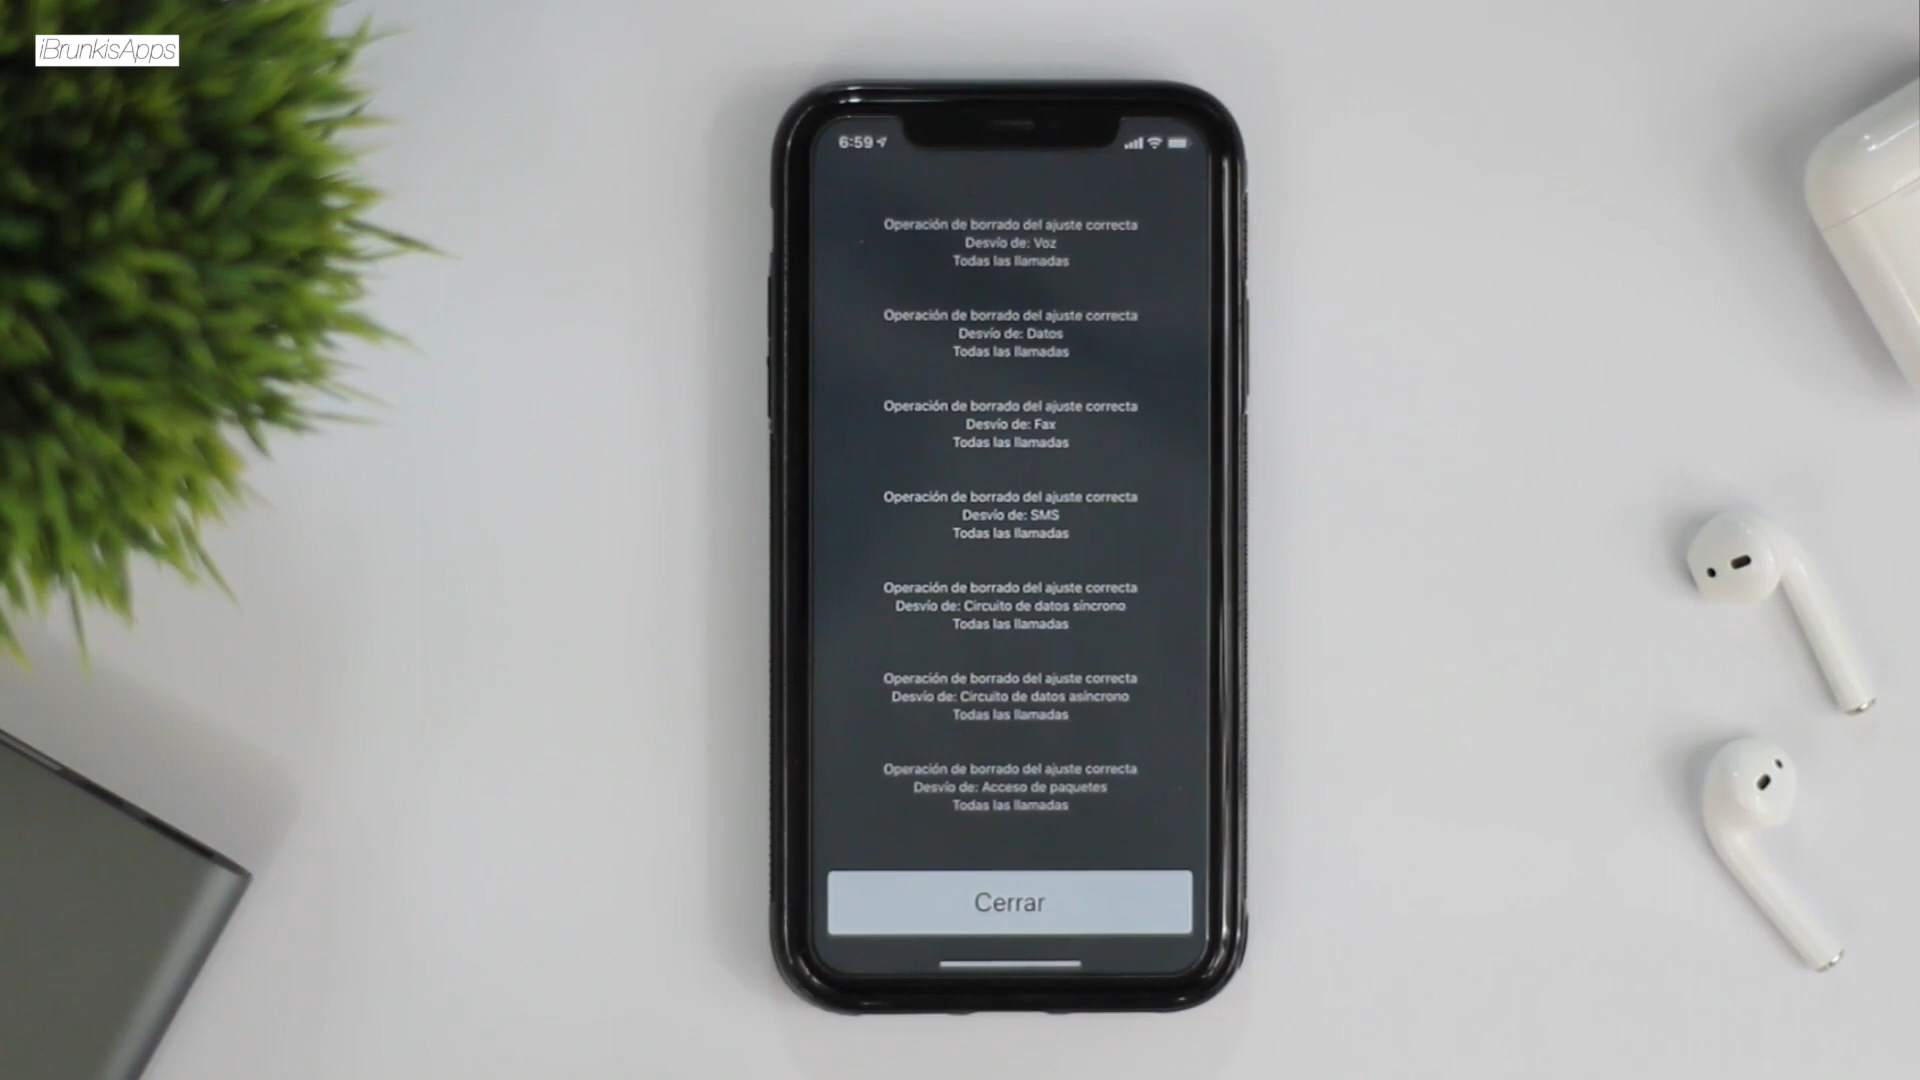 iBrunkisApps
6:59
Operación de borrado del ajuste correcta
Desvío de: Voz
Todas las llamadas
Operación de borrado del ajuste correcta
Desvío de: Datos
Todas las llamadas
Operación de borrado del ajuste correcta
Desvío de: Fax
Todas las llamadas
Operación de borrado del ajuste correcta
Desvío de: SMS
Todas las llamadas
Operación de borrado del ajuste correcta
Desvío de: Circuito de datos síncrono
Todas las llamadas
Operación de borrado del ajuste correcta
Desvío de: Circuito de datos asíncrono
Todas las llamadas
Operación de borrado del ajuste correcta
Desvío de: Acceso de paquetes
Todas las llamadas
Cerrar